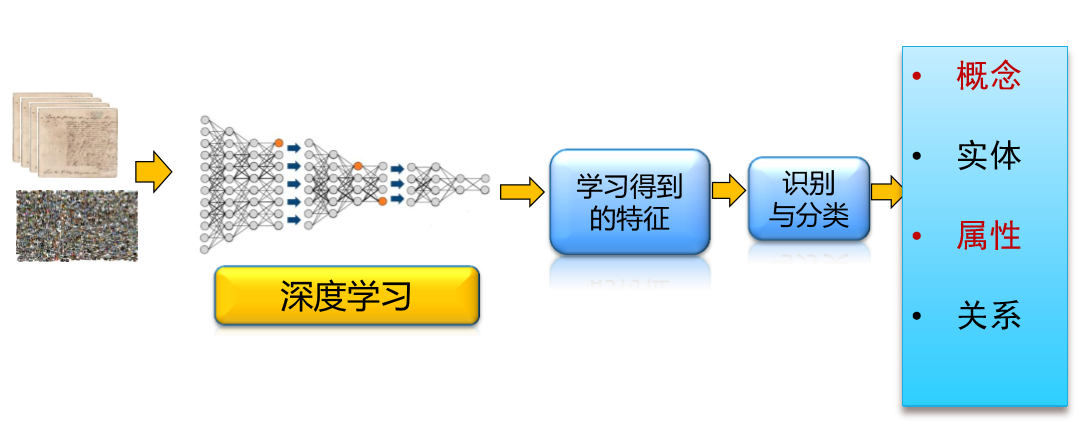 深度学习
学习得到
的特征
识别
与分类
• 概念
• 实体
• 属性
• 关系